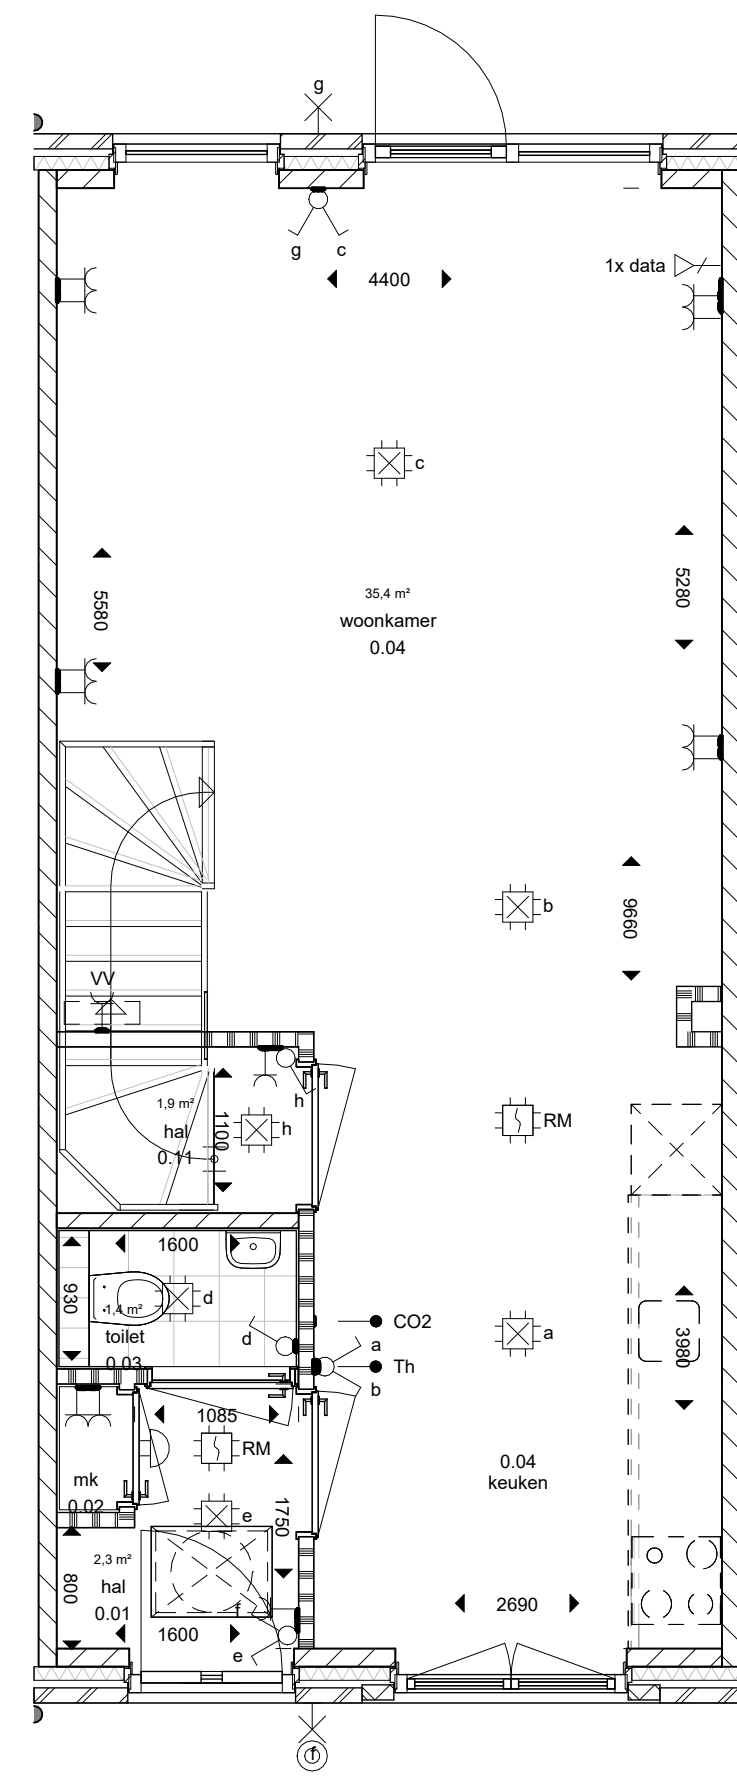 g
g c
1x data
4400
c
5580
5280
35,4 m²
woonkamer
0.04
b
9660
VV
h
1,9 m²
hal
0.11
1100
h
RM
1600
930
d
1,4 m²
toilet
0.03
d
CO2
a
Th
b
a
3980
1085
RM
mk
0.02
e
1750
0.04
keuken
800
2,3 m²
hal
0.01
f
1600
e
2690
f